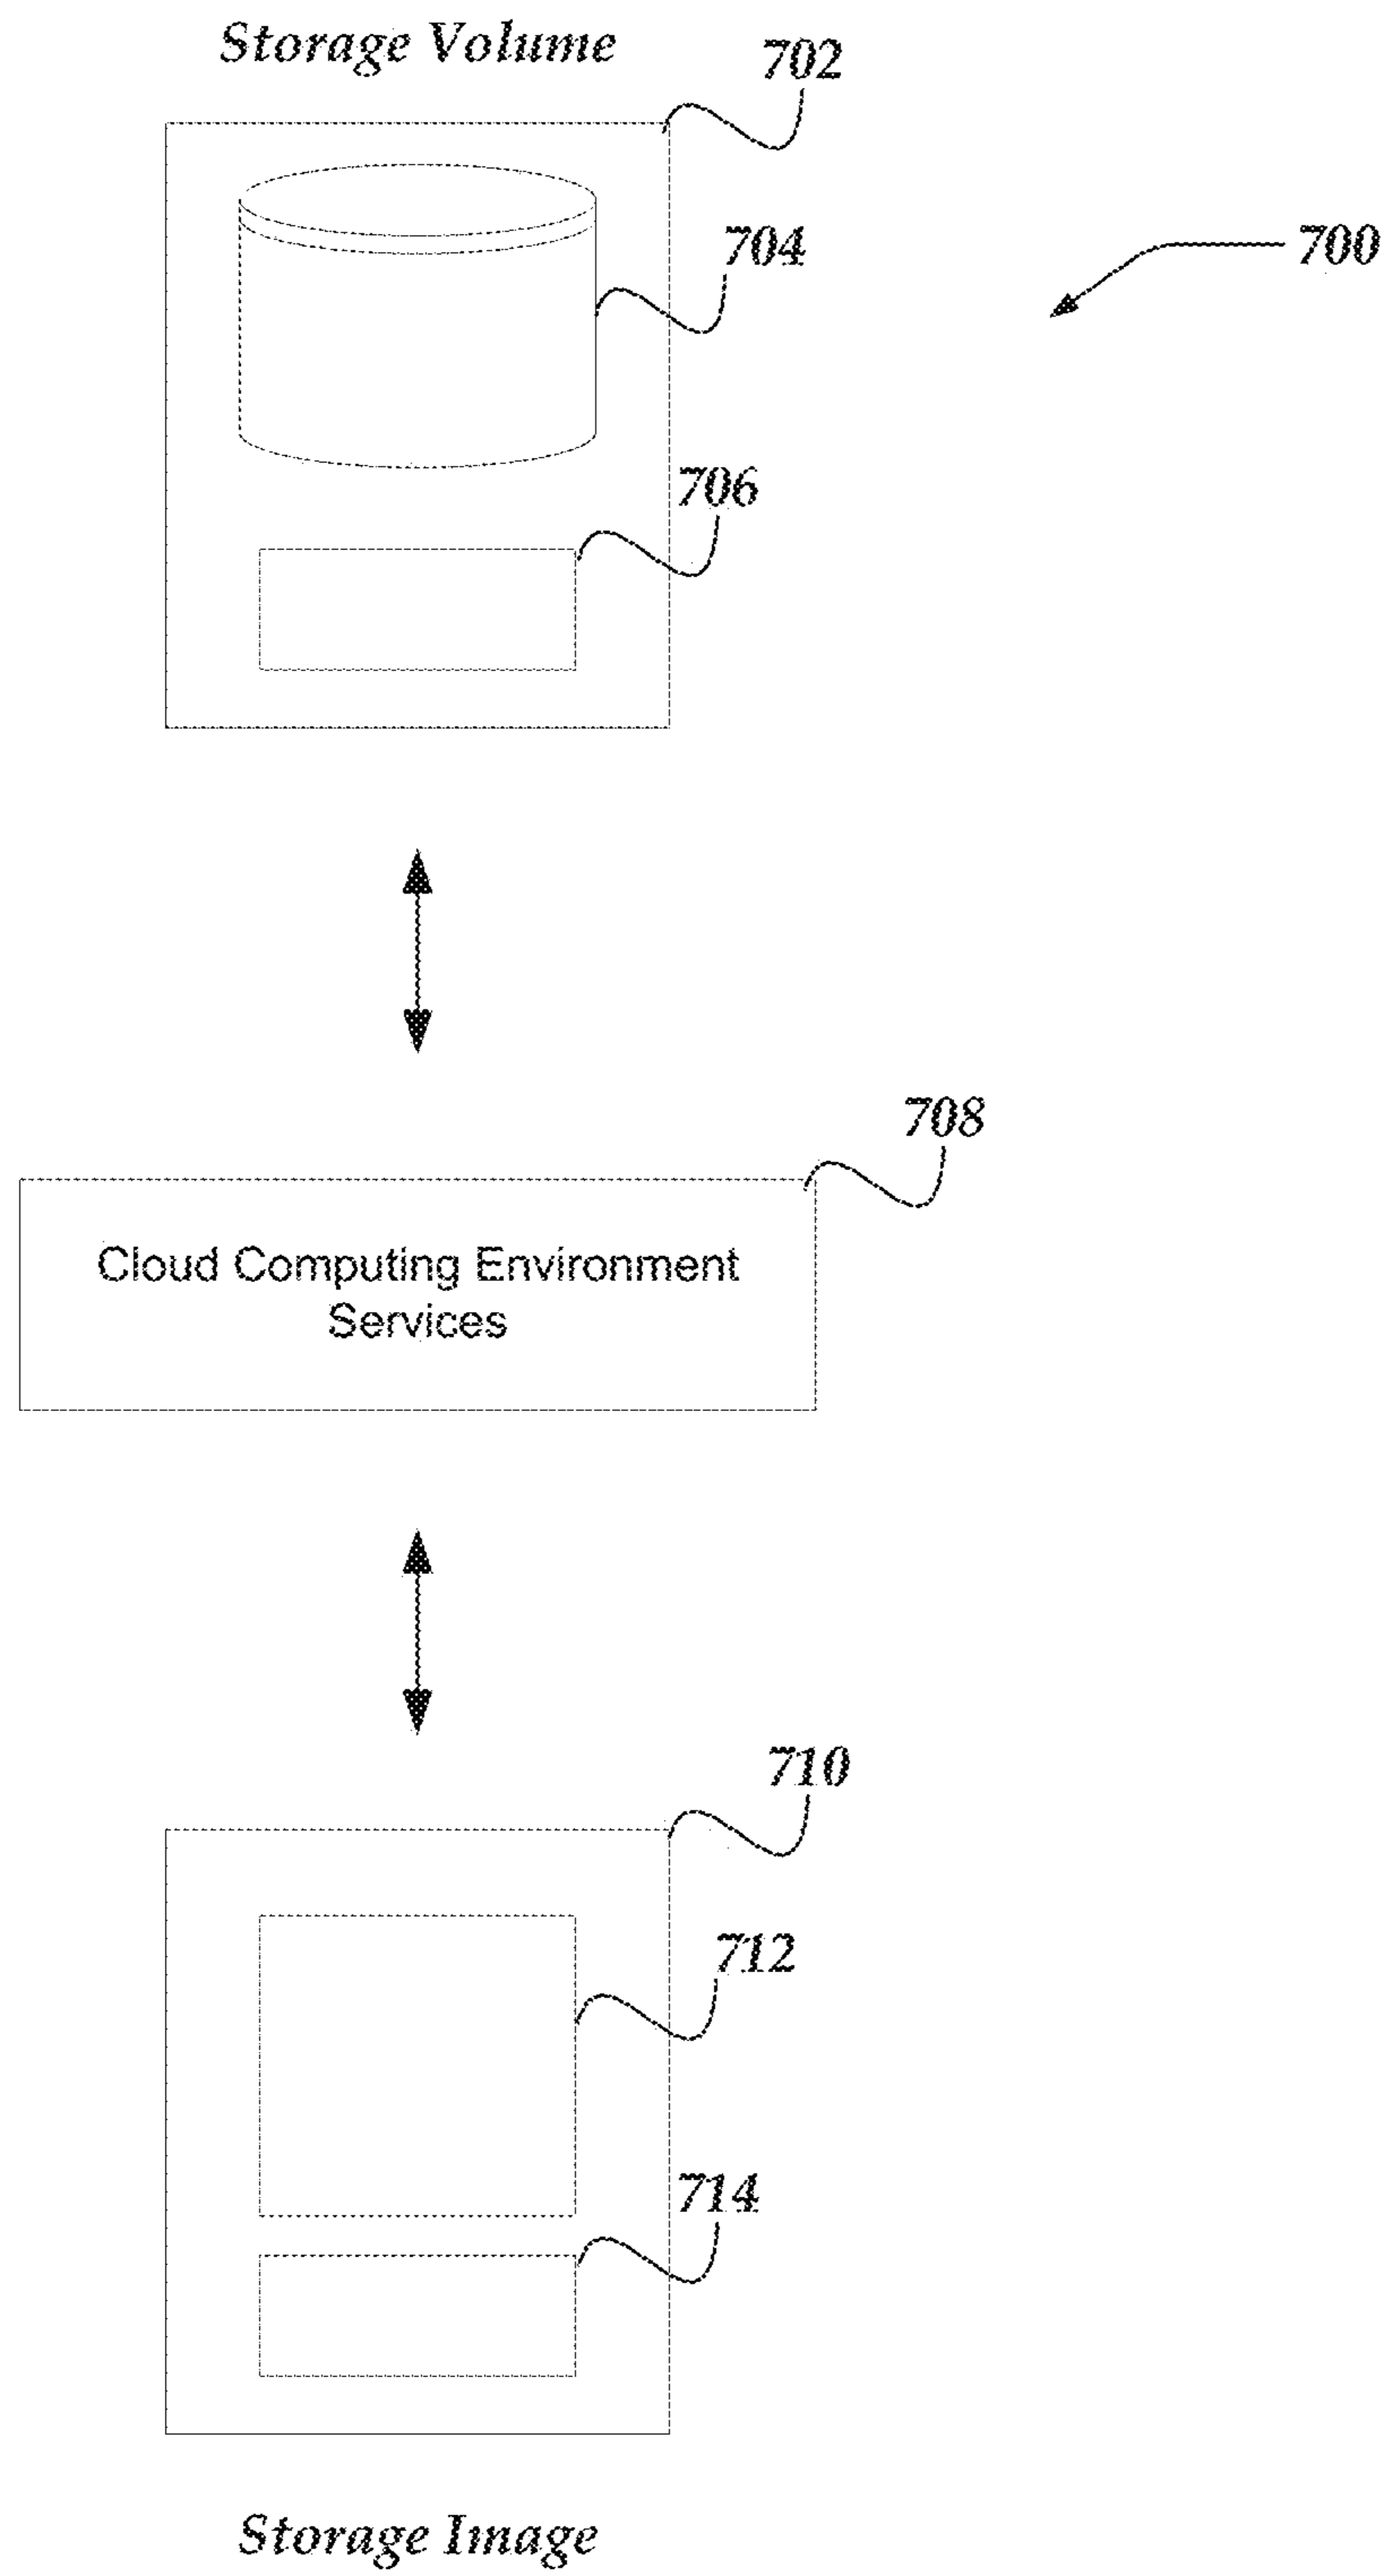 Storage Volume
702
704
700
706
708
Cloud Computing Environment
Services
710
712
714
Storage Image